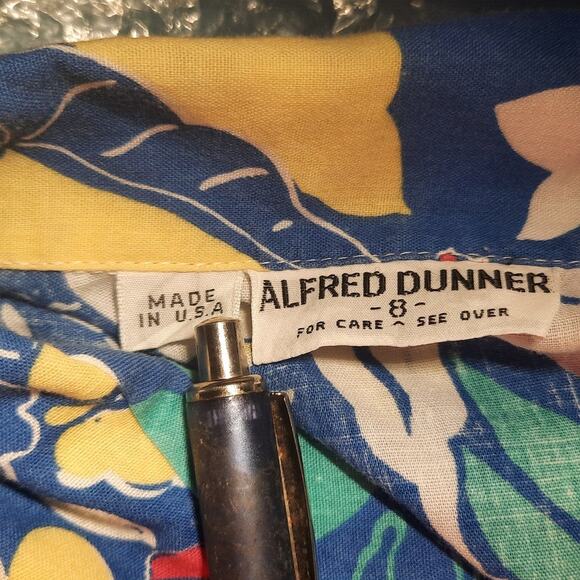 MADE
IN U.S.A
ALFRED DUNNER
-8-
FOR CARE ^ SEE OVER